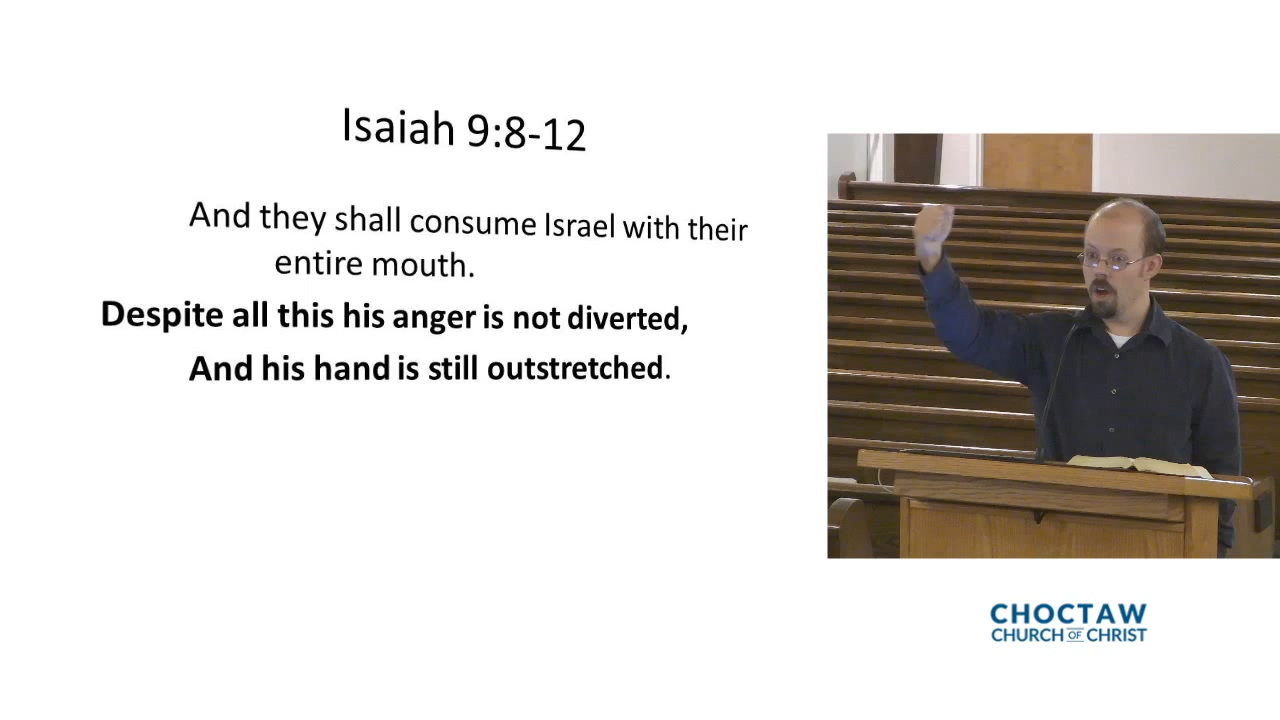 Isaiah 9:8-12
And they shall consume Israel with their
entire mouth.
Despite all this his anger is not diverted,
And his hand is still outstretched.
CHOCTAW
CHURCH OF CHRIST